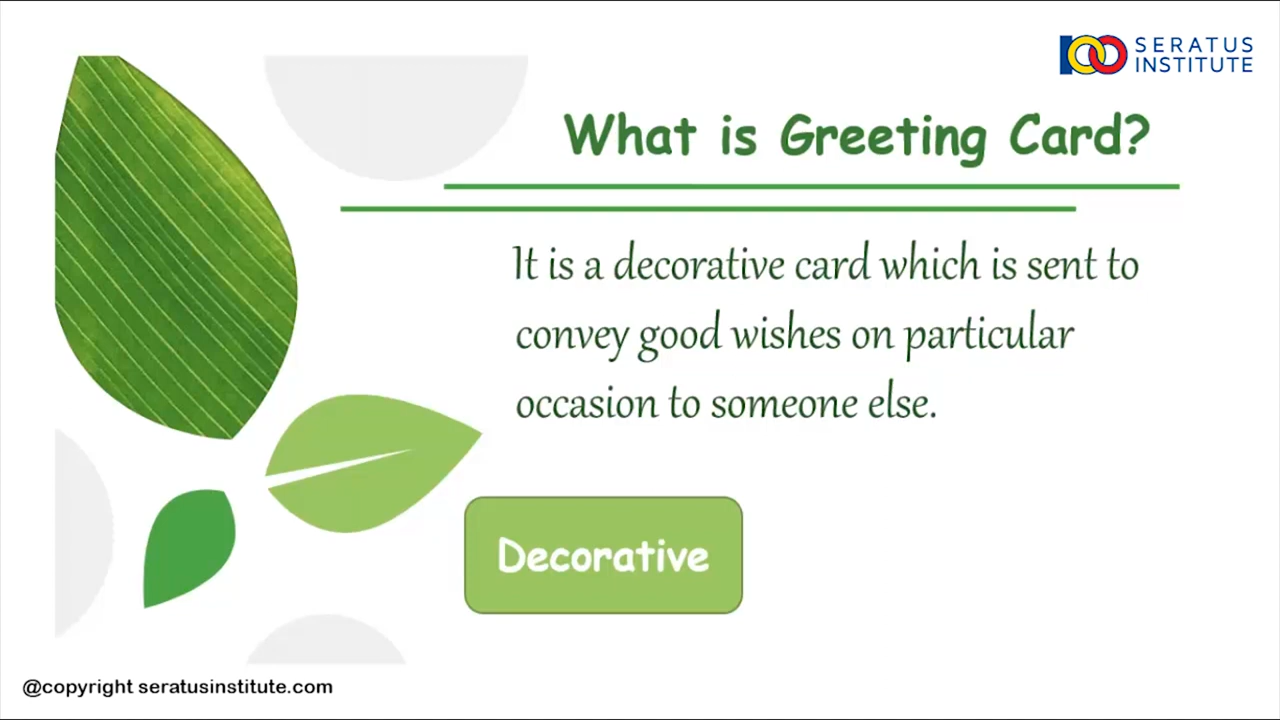 SERATUS
INSTITUTE
What is Greeting Card?
It is a decorative card which is sent to
convey good wishes on particular
occasion to someone else.
Decorative
@copyright seratusinstitute.com